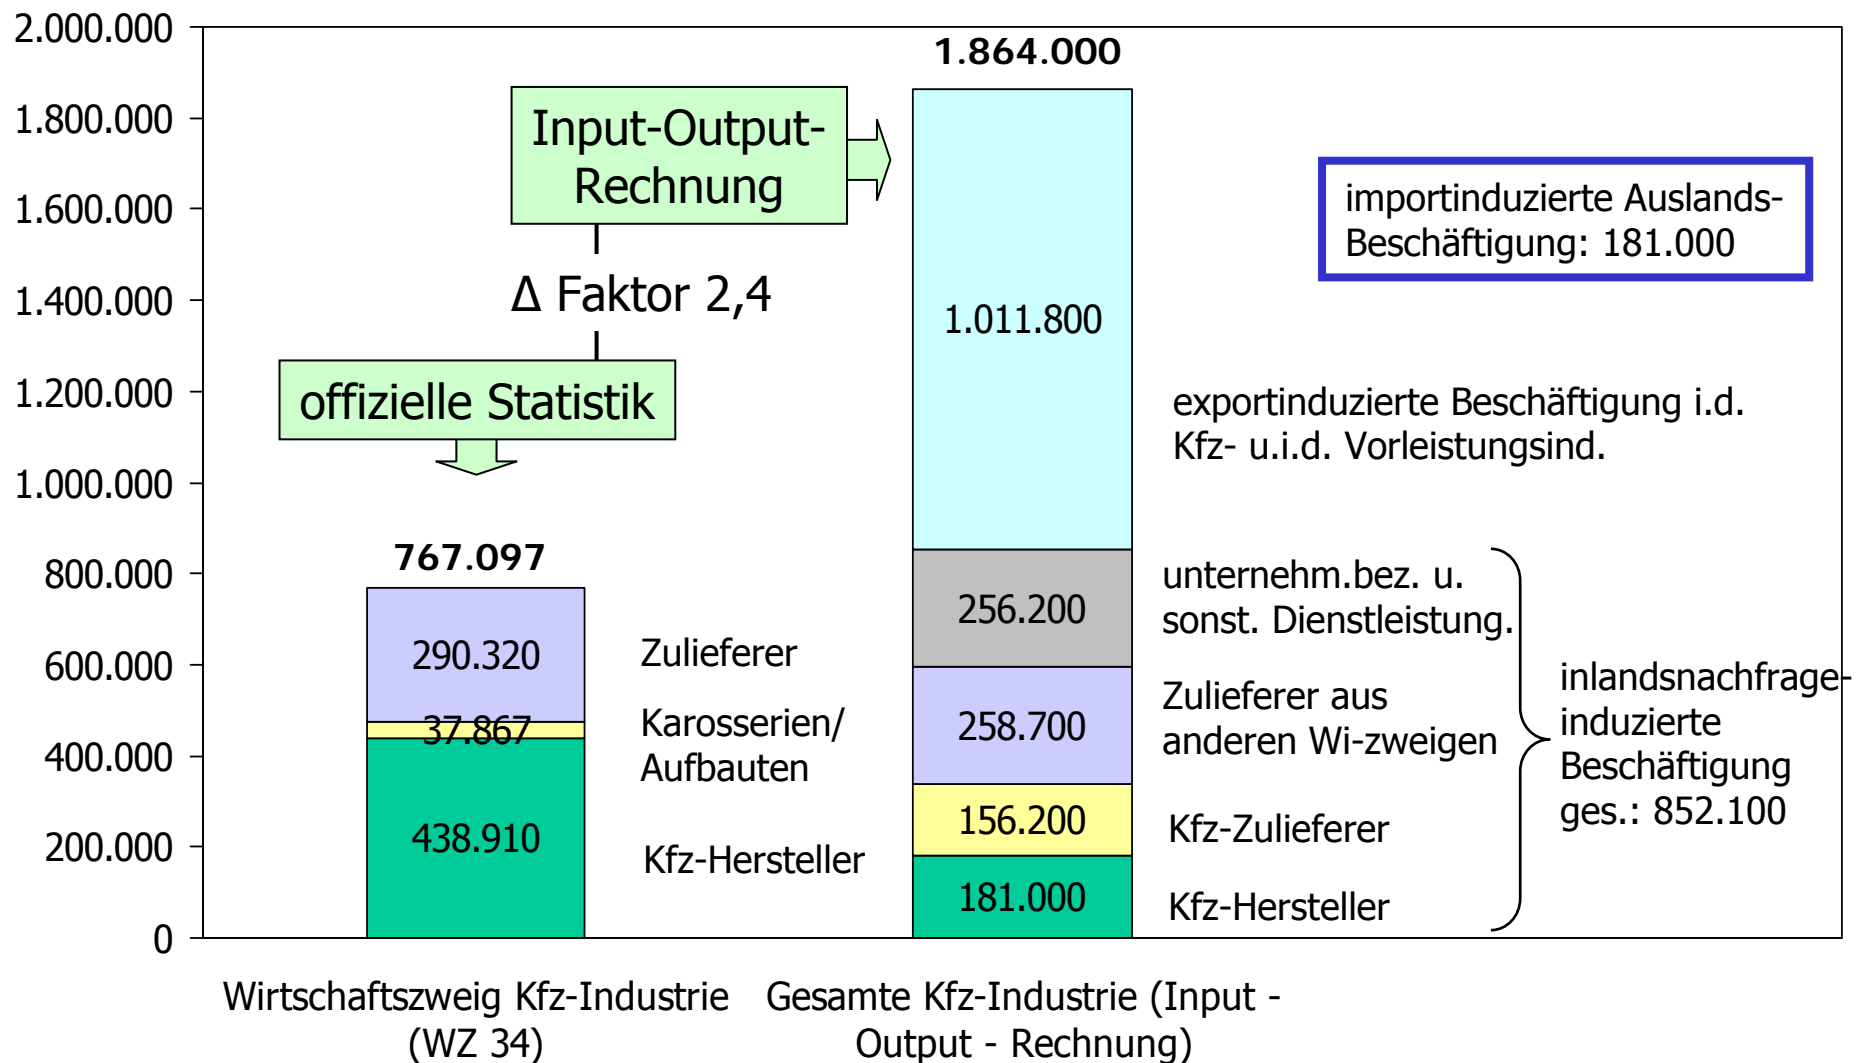 2.000.000
1.800.000
1.600.000
1.400.000
1.200.000
1.000.000
800.000
600.000
400.000
200.000
0
Input-Output-
Rechnung
Δ Faktor 2,4
offizielle Statistik
767.097
290.320
37.867
438.910
Zulieferer
Karosserien/
Aufbauten
Kfz-Hersteller
1.864.000
1.011.800
256.200
258.700
156.200
181.000
importinduzierte Auslands-
Beschäftigung: 181.000
exportinduzierte Beschäftigung i.d.
Kfz- u.i.d. Vorleistungsind.
unternehm.bez. u.
sonst. Dienstleistung.
Zulieferer aus
anderen Wi-zweigen
Kfz-Zulieferer
Kfz-Hersteller
inlandsnachfrage-
induzierte
Beschäftigung
ges.: 852.100
Wirtschaftszweig Kfz-Industrie
(WZ 34)
Gesamte Kfz-Industrie (Input -
Output - Rechnung)